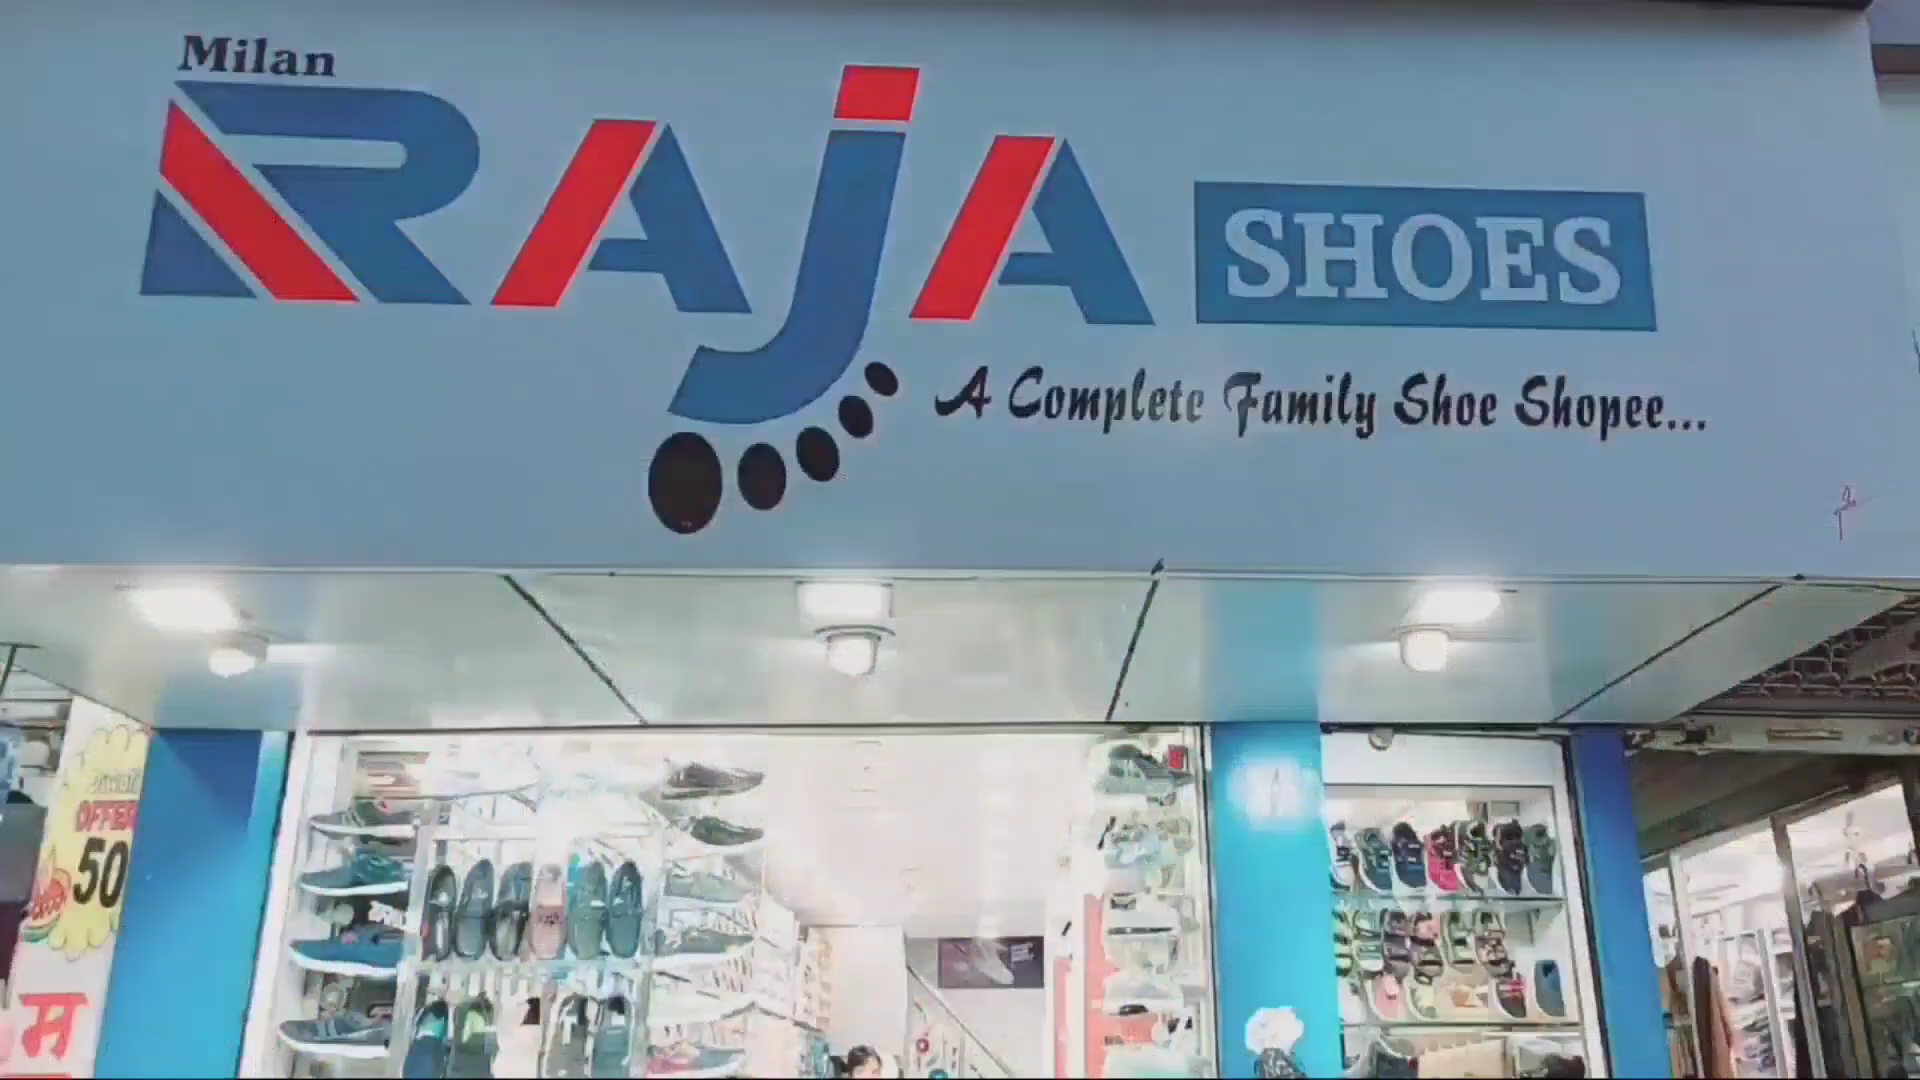 Milan
RAjA SHOES
A Complete Family Shoe Shopee...
OFFER
50
म